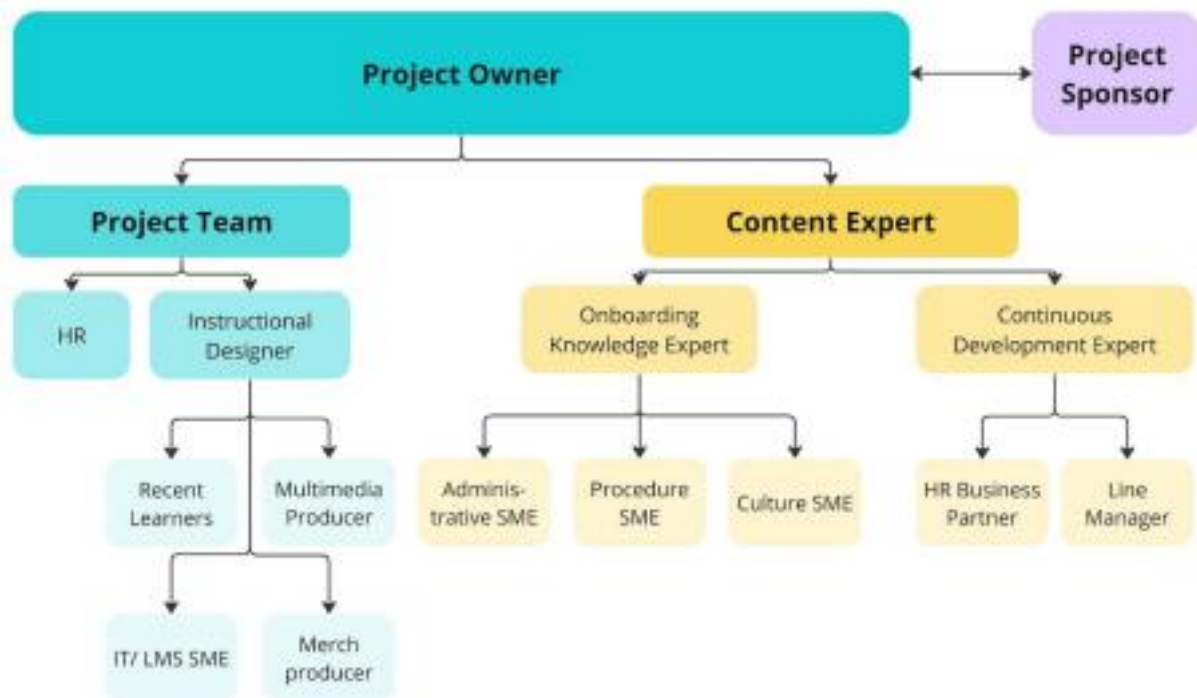 Project Owner
Project
Sponsor
Project Team
Content Expert
HR
Instructional
Designer
Onboarding
Knowledge Expert
Continuous
Development Expert
Recent
Learners
Multimedia
Producer
Adminis-
trative SME
Procedure
SME
Culture SME
HR Business
Partner
Line
Manager
IT/ LMS SME
Merch
producer